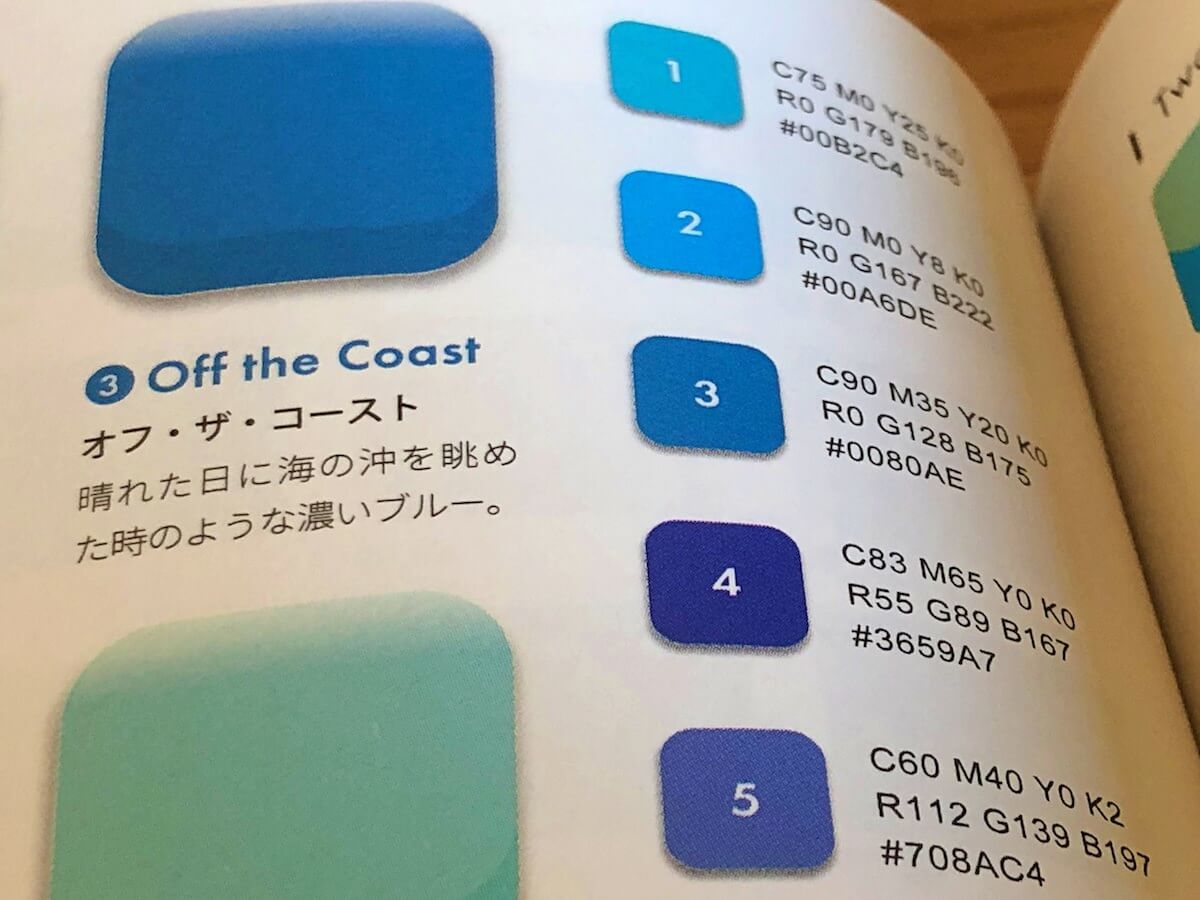 3 Off the Coast
オフ・ザ・コースト
晴れた日に海の沖を眺め
た時のような濃いブルー。
1
C75 M0 Y25 K0
R0 G179 B196
#00B2C4
2
C90 M0 Y8 K0
R0 G167 B222
#00A6DE
3
C90 M35 Y20 K0
R0 G128 B175
#0080AE
4
C83 M65 Y0 K0
R55 G89 B167
#3659A7
5
C60 M40 Y0 K2
R112 G139 B197
#708AC4